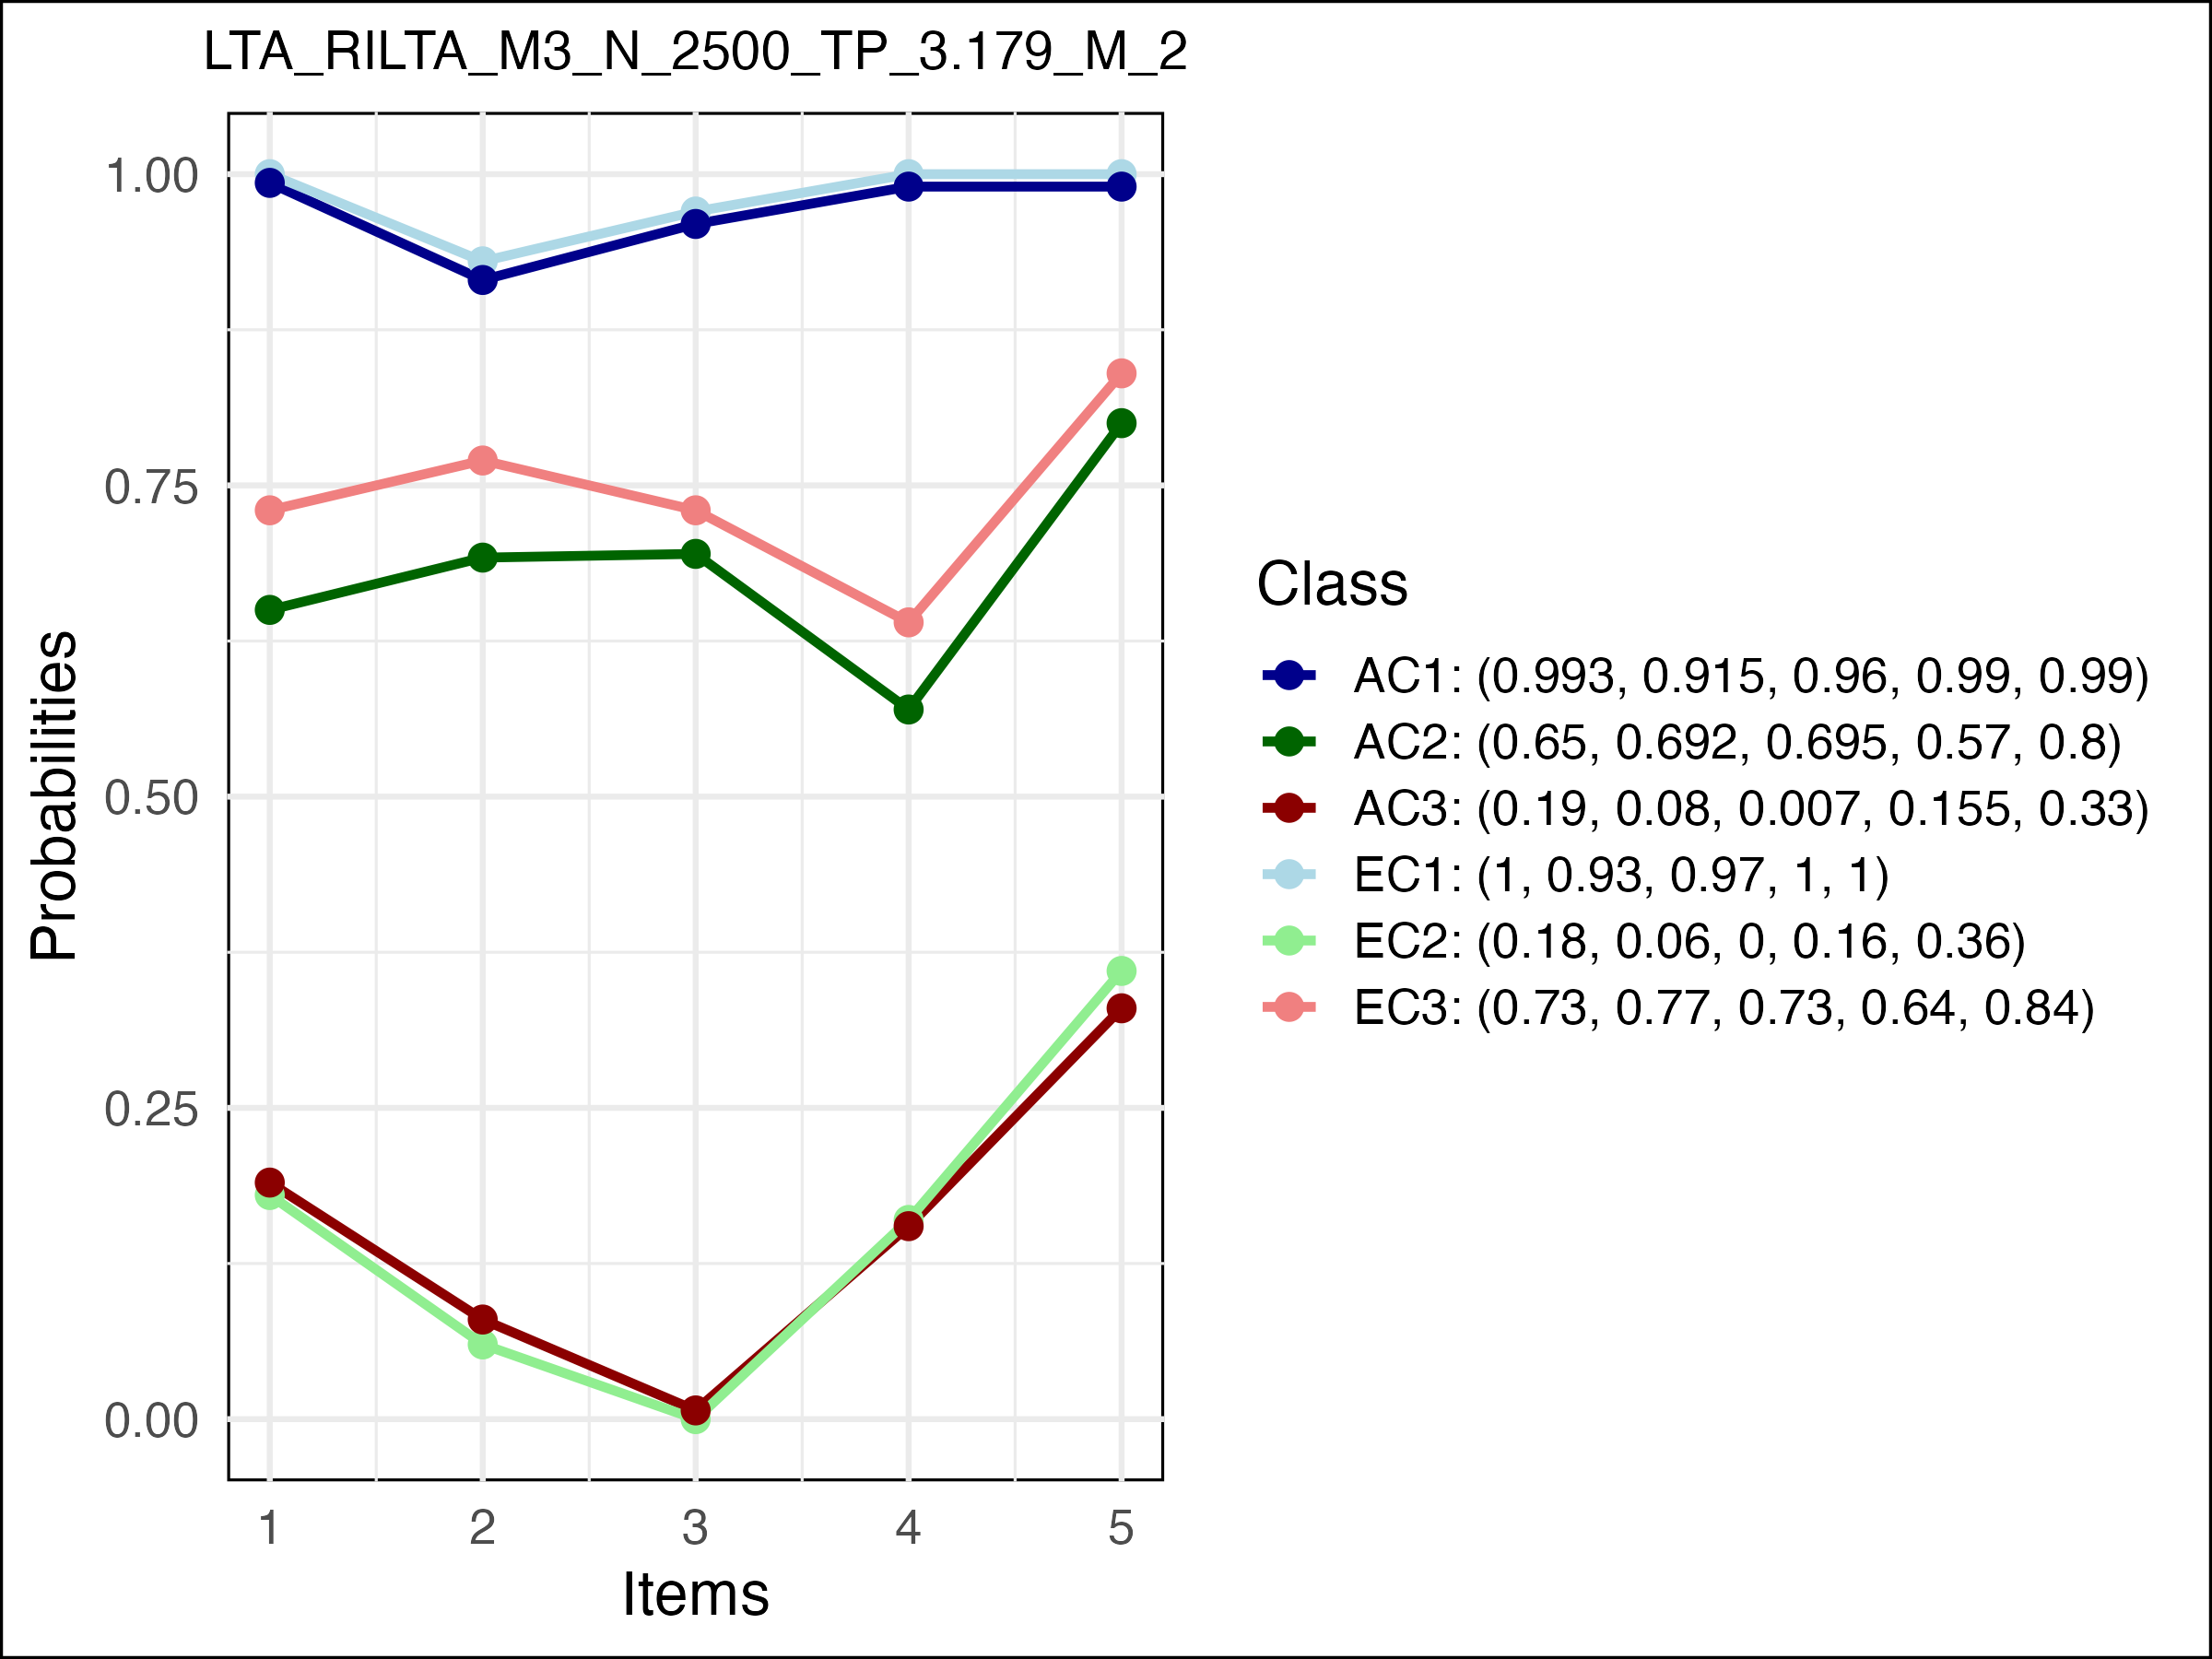 LTA_RILTA_M3_N_2500_TP_3.179_M_2
1.00
0.75
0.50
0.25
0.00
Probabilities
1 2 3 4 5
Items
Class
AC1: (0.993, 0.915, 0.96, 0.99, 0.99)
AC2: (0.65, 0.692, 0.695, 0.57, 0.8)
AC3: (0.19, 0.08, 0.007, 0.155, 0.33)
EC1: (1, 0.93, 0.97, 1, 1)
EC2: (0.18, 0.06, 0, 0.16, 0.36)
EC3: (0.73, 0.77, 0.73, 0.64, 0.84)